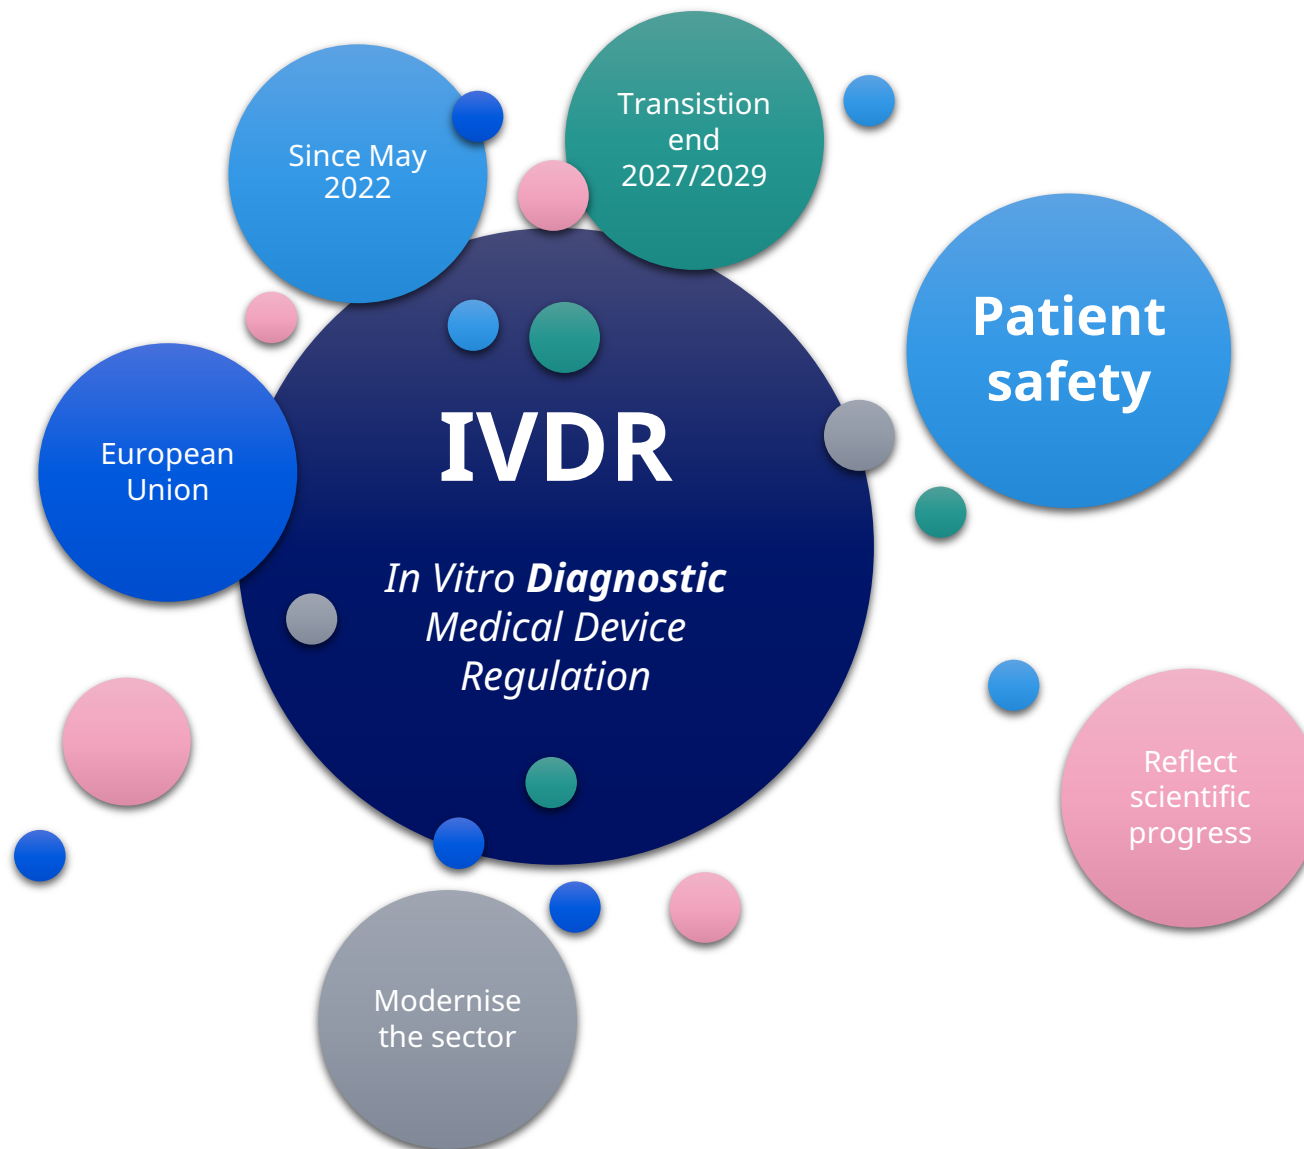 Since May
2022
Transistion
end
2027/2029
Patient
safety
European
Union
IVDR
In Vitro Diagnostic
Medical Device
Regulation
Reflect
scientific
progress
Modernise
the sector